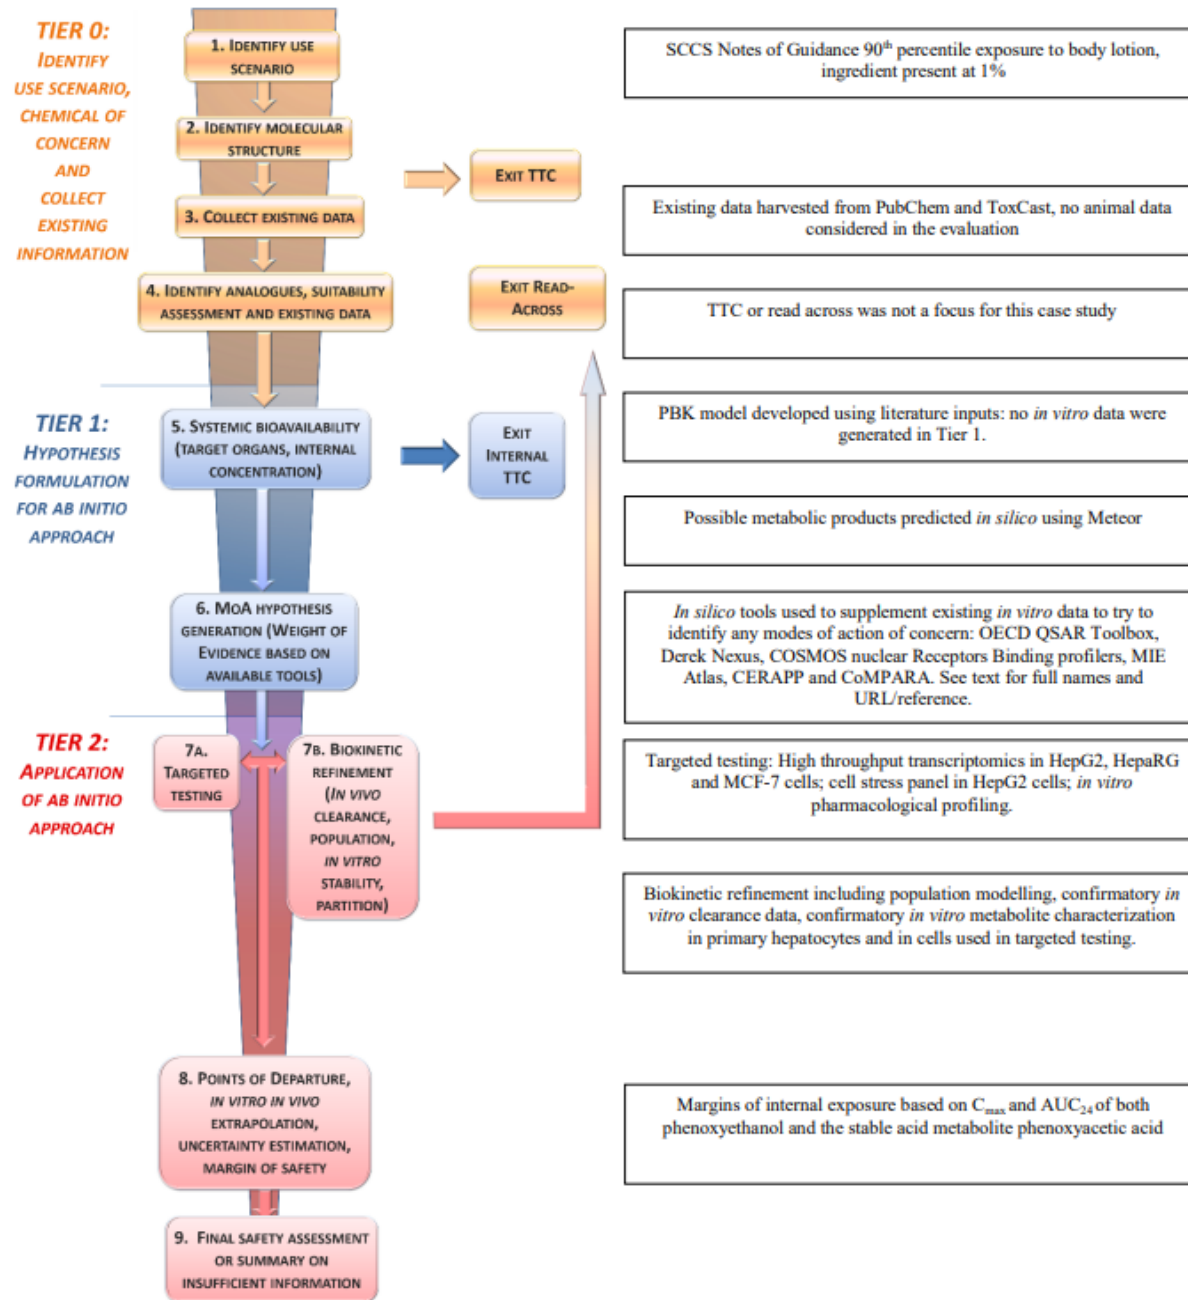 TIER 0:
IDENTIFY
USE SCENARIO,
CHEMICAL OF
CONCERN
AND
COLLECT
EXISTING
INFORMATION
1. IDENTIFY USE
SCENARIO
2. IDENTIFY MOLECULAR
STRUCTURE
3. COLLECT EXISTING DATA
4. IDENTIFY ANALOGUES, SUITABILITY
ASSESSMENT AND EXISTING DATA
EXIT TTC
EXIT READ-
ACROSS
SCCS Notes of Guidance 90th percentile exposure to body lotion,
ingredient present at 1%
Existing data harvested from PubChem and ToxCast, no animal data
considered in the evaluation
TTC or read across was not a focus for this case study
TIER 1:
HYPOTHESIS
FORMULATION
FOR AB INITIO
APPROACH
5. SYSTEMIC BIOAVAILABILITY
(TARGET ORGANS, INTERNAL
CONCENTRATION)
EXIT
INTERNAL
TTC
6. MOA HYPOTHESIS
GENERATION (WEIGHT OF
EVIDENCE BASED ON
AVAILABLE TOOLS)
PBK model developed using literature inputs: no in vitro data were
generated in Tier 1.
Possible metabolic products predicted in silico using Meteor
In silico tools used to supplement existing in vitro data to try to
identify any modes of action of concern: OECD QSAR Toolbox,
Derek Nexus, COSMOS nuclear Receptors Binding profilers, MIE
Atlas, CERAPP and CoMPARA. See text for full names and
URL/reference.
TIER 2:
APPLICATION
OF AB INITIO
APPROACH
7A.
TARGETED
TESTING
7B. BIOKINETIC
REFINEMENT
(IN VIVO
CLEARANCE,
POPULATION,
IN VITRO
STABILITY,
PARTITION)
Targeted testing: High throughput transcriptomics in HepG2, HepaRG
and MCF-7 cells; cell stress panel in HepG2 cells; in vitro
pharmacological profiling.
Biokinetic refinement including population modelling, confirmatory in
vitro clearance data, confirmatory in vitro metabolite characterization
in primary hepatocytes and in cells used in targeted testing.
8. POINTS OF DEPARTURE,
IN VITRO IN VIVO
EXTRAPOLATION,
UNCERTAINTY ESTIMATION,
MARGIN OF SAFETY
Margins of internal exposure based on Cmax and AUC24 of both
phenoxyethanol and the stable acid metabolite phenoxyacetic acid
9. FINAL SAFETY ASSESSMENT
OR SUMMARY ON
INSUFFICIENT INFORMATION